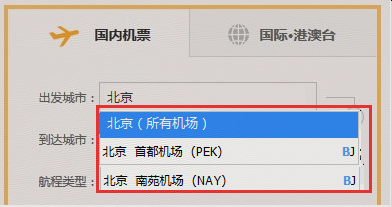 国内机票 国际·港澳台
出发城市： 北京
北京（所有机场）
到达城市：
北京 首都机场（PEK） BJ
航程类型：
北京 南苑机场（NAY） BJ